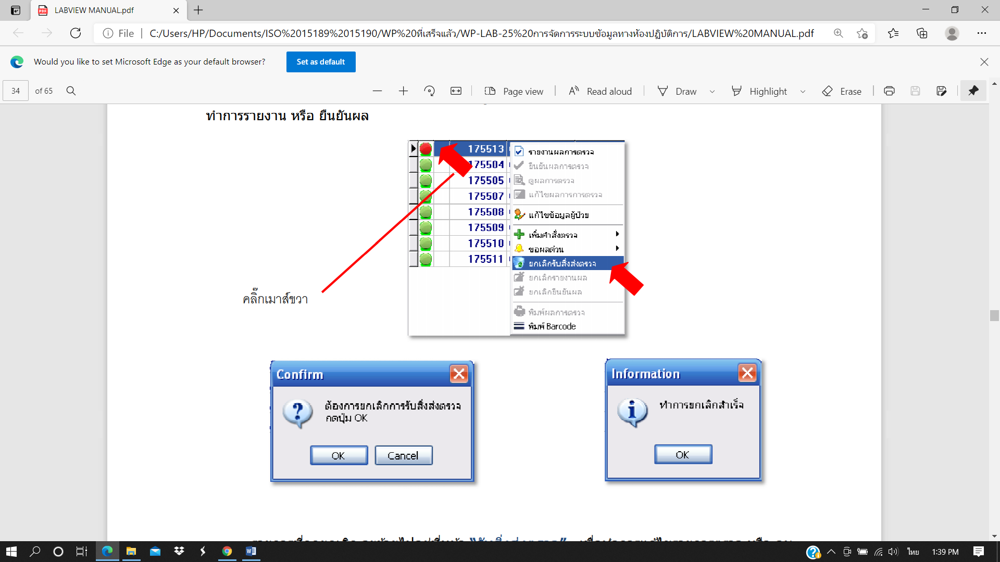 LABVIEW MANUAL.pdf
File
C:/Users/HP/Documents/ISO%2015189%2015190/WP%20ที่เสร็จแล้ว/WP-LAB-25%20การจัดการระบบข้อมูลทางห้องปฏิบัติการ/LABVIEW%20MANUAL.pdf
Would you like to set Microsoft Edge as your default browser?
Set as default
34 of 65
Page view
Read aloud
Draw
Highlight
Erase
ทำการรายงาน หรือ ยืนยันผล
175513
175504
175505
175507
175508
175509
175510
175511
รายงานผลการตรวจ
ยืนยันผลการตรวจ
ดูผลการตรวจ
แก้ไขผลการการตรวจ
แก้ไขข้อมูลผู้ป่วย
เพิ่มคำสั่งตรวจ
ขอผลด่วน
ยกเลิกรับสิ่งส่งตรวจ
ยกเลิกรายงานผล
ยกเลิกยืนยันผล
พิมพ์ผลการตรวจ
พิมพ์ Barcode
คลิ๊กเมาส์ขวา
Confirm
ต้องการยกเลิกการรับสิ่งส่งตรวจ
กดปุ่ม OK
OK
Cancel
Information
ทำการยกเลิกสำเร็จ
OK
ไทย
1:39 PM